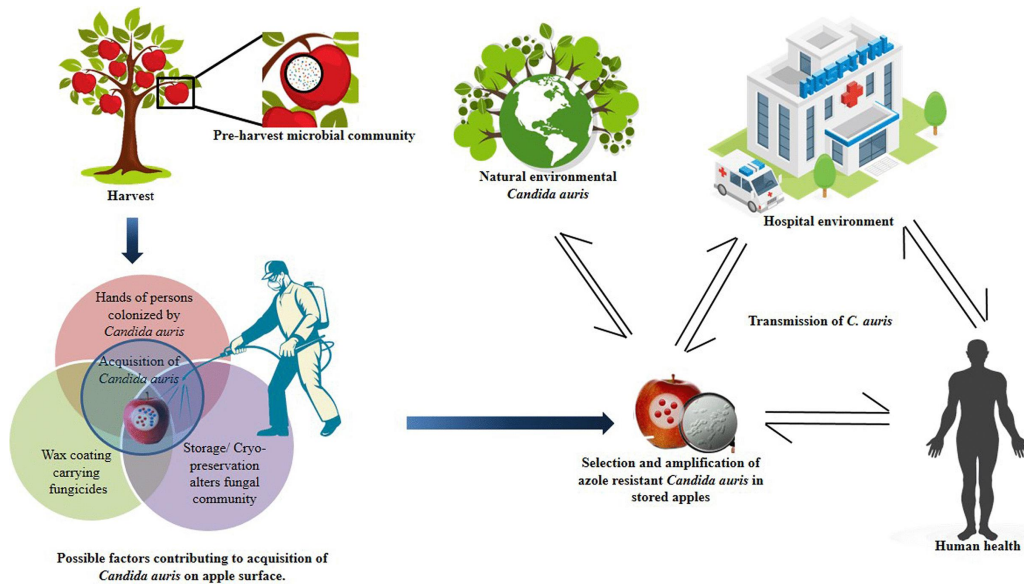 Pre-harvest microbial community
Harvest
Natural environmental
Candida auris
HOSPITAL
Hospital environment
Hands of persons
colonized by
Candida auris
Acquisition of
Candida auris
Wax coating
carrying
fungicides
Storage/ Cryo-
preservation
alters fungal
community
Possible factors contributing to acquisition of
Candida auris on apple surface.
Transmission of C. auris
Selection and amplification of
azole resistant Candida auris in
stored apples
Human health